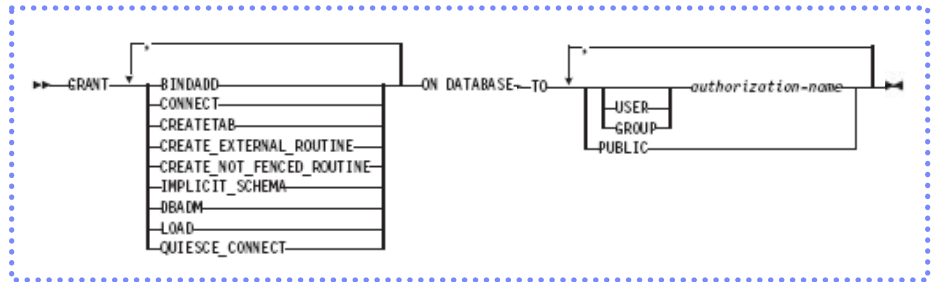 , ,
GRANT BINDADD ON DATABASE TO authorization-name
CONNECT USER
CREATETAB GROUP
CREATE_EXTERNAL_ROUTINE PUBLIC
CREATE_NOT_FENCED_ROUTINE
IMPLICIT_SCHEMA
DBADM
LOAD
QUIESCE_CONNECT